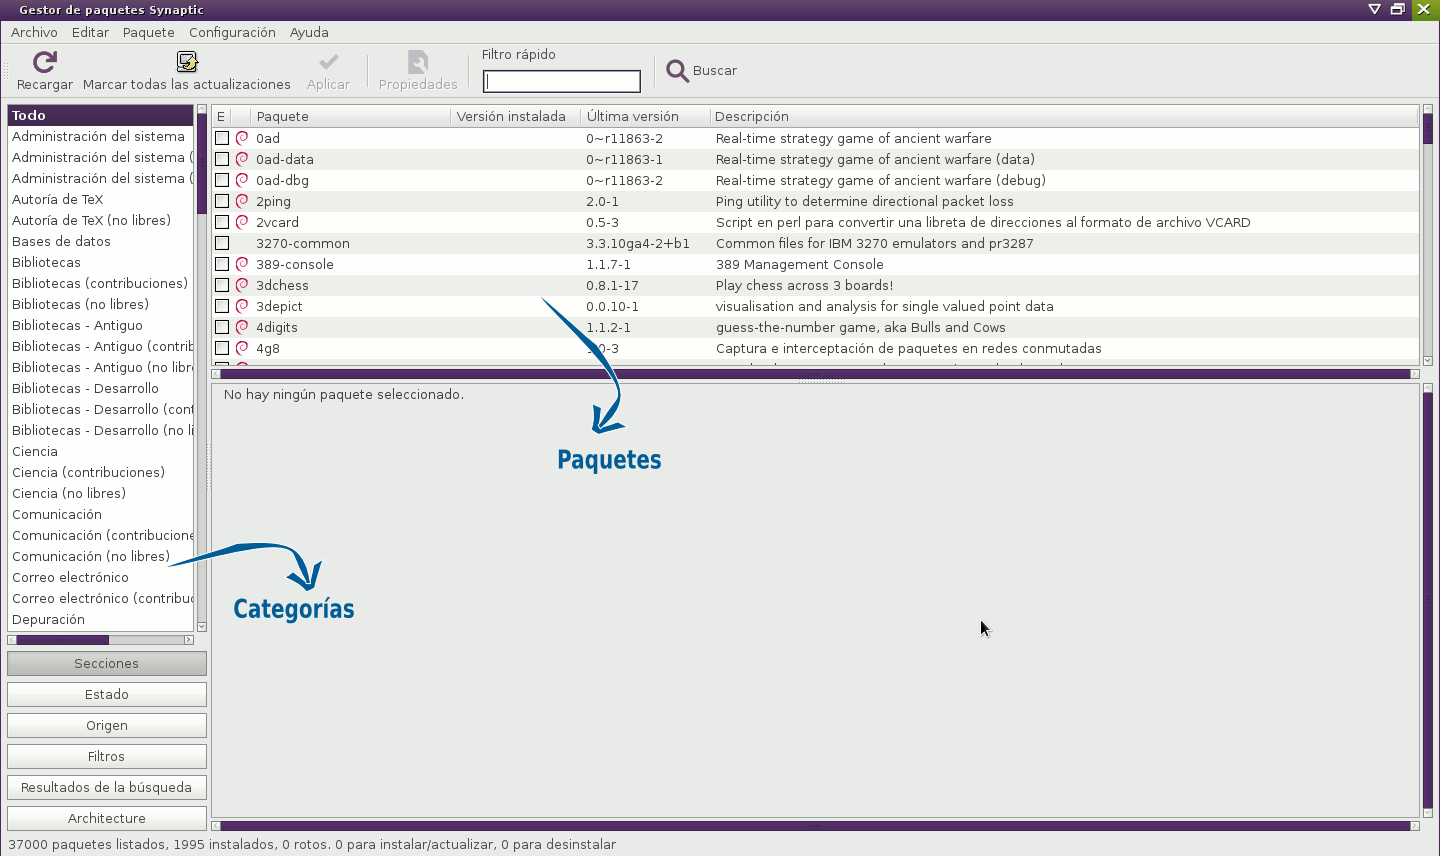 Gestor de paquetes Synaptic
Archivo Editar Paquete Configuración Ayuda
Recargar Marcar todas las actualizaciones Aplicar Propiedades Filtro rápido Buscar
Todo
Administración del sistema
Administración del sistema (
Administración del sistema (
Autoría de TeX
Autoría de TeX (no libres)
Bases de datos
Bibliotecas
Bibliotecas (contribuciones)
Bibliotecas (no libres)
Bibliotecas - Antiguo
Bibliotecas - Antiguo (contrib
Bibliotecas - Antiguo (no libre
Bibliotecas - Desarrollo
Bibliotecas - Desarrollo (cont
Bibliotecas - Desarrollo (no li
Ciencia
Ciencia (contribuciones)
Ciencia (no libres)
Comunicación
Comunicación (contribucione
Comunicación (no libres)
Correo electrónico
Correo electrónico (contribuc
Depuración
Secciones
Estado
Origen
Filtros
Resultados de la búsqueda
Architecture
E Paquete Versión instalada Última versión Descripción
0ad 0~r11863-2 Real-time strategy game of ancient warfare
0ad-data 0~r11863-1 Real-time strategy game of ancient warfare (data)
0ad-dbg 0~r11863-2 Real-time strategy game of ancient warfare (debug)
2ping 2.0-1 Ping utility to determine directional packet loss
2vcard 0.5-3 Script en perl para convertir una libreta de direcciones al formato de archivo VCARD
3270-common 3.3.10ga4-2+b1 Common files for IBM 3270 emulators and pr3287
389-console 1.1.7-1 389 Management Console
3dchess 0.8.1-17 Play chess across 3 boards!
3depict 0.0.10-1 visualisation and analysis for single valued point data
4digits 1.1.2-1 guess-the-number game, aka Bulls and Cows
4g8 Captura e interceptación de paquetes en redes conmutadas
No hay ningún paquete seleccionado.
Paquetes
Categorías
37000 paquetes listados, 1995 instalados, 0 rotos. 0 para instalar/actualizar, 0 para desinstalar